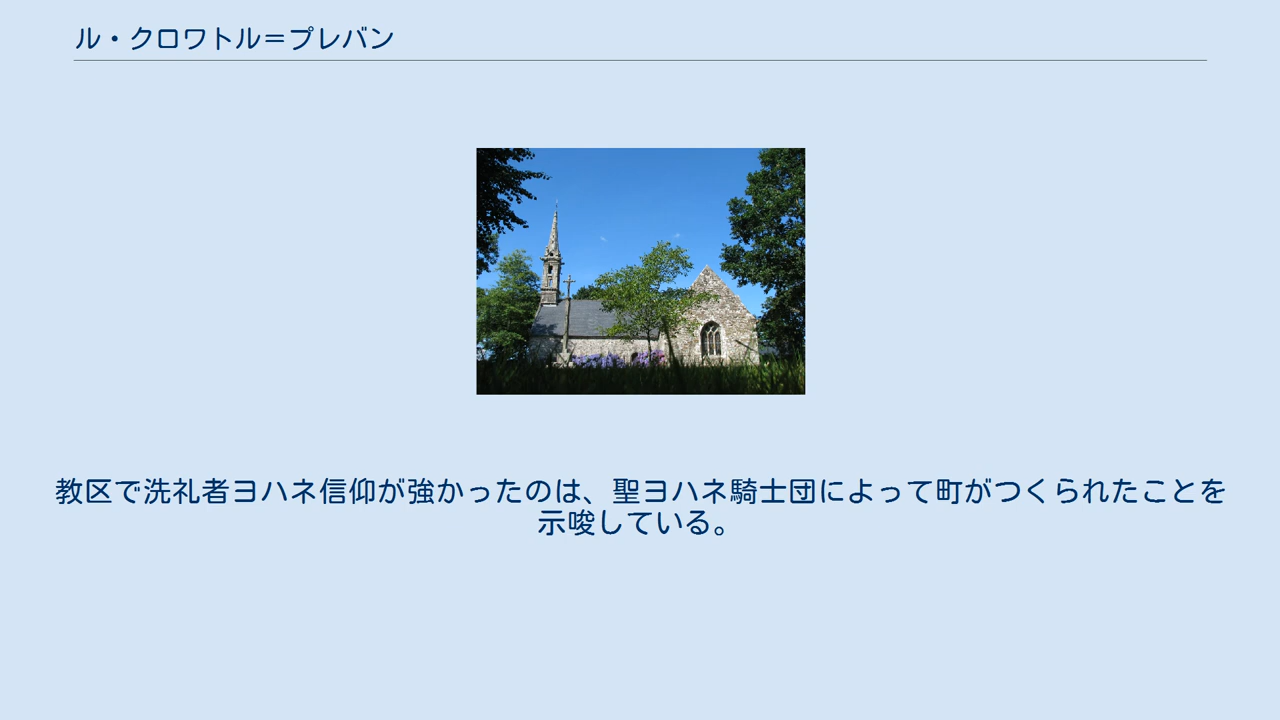 ル・クロワトル＝プレバン
教区で洗礼者ヨハネ信仰が強かったのは、聖ヨハネ騎士団によって町がつくられたことを
示唆している。